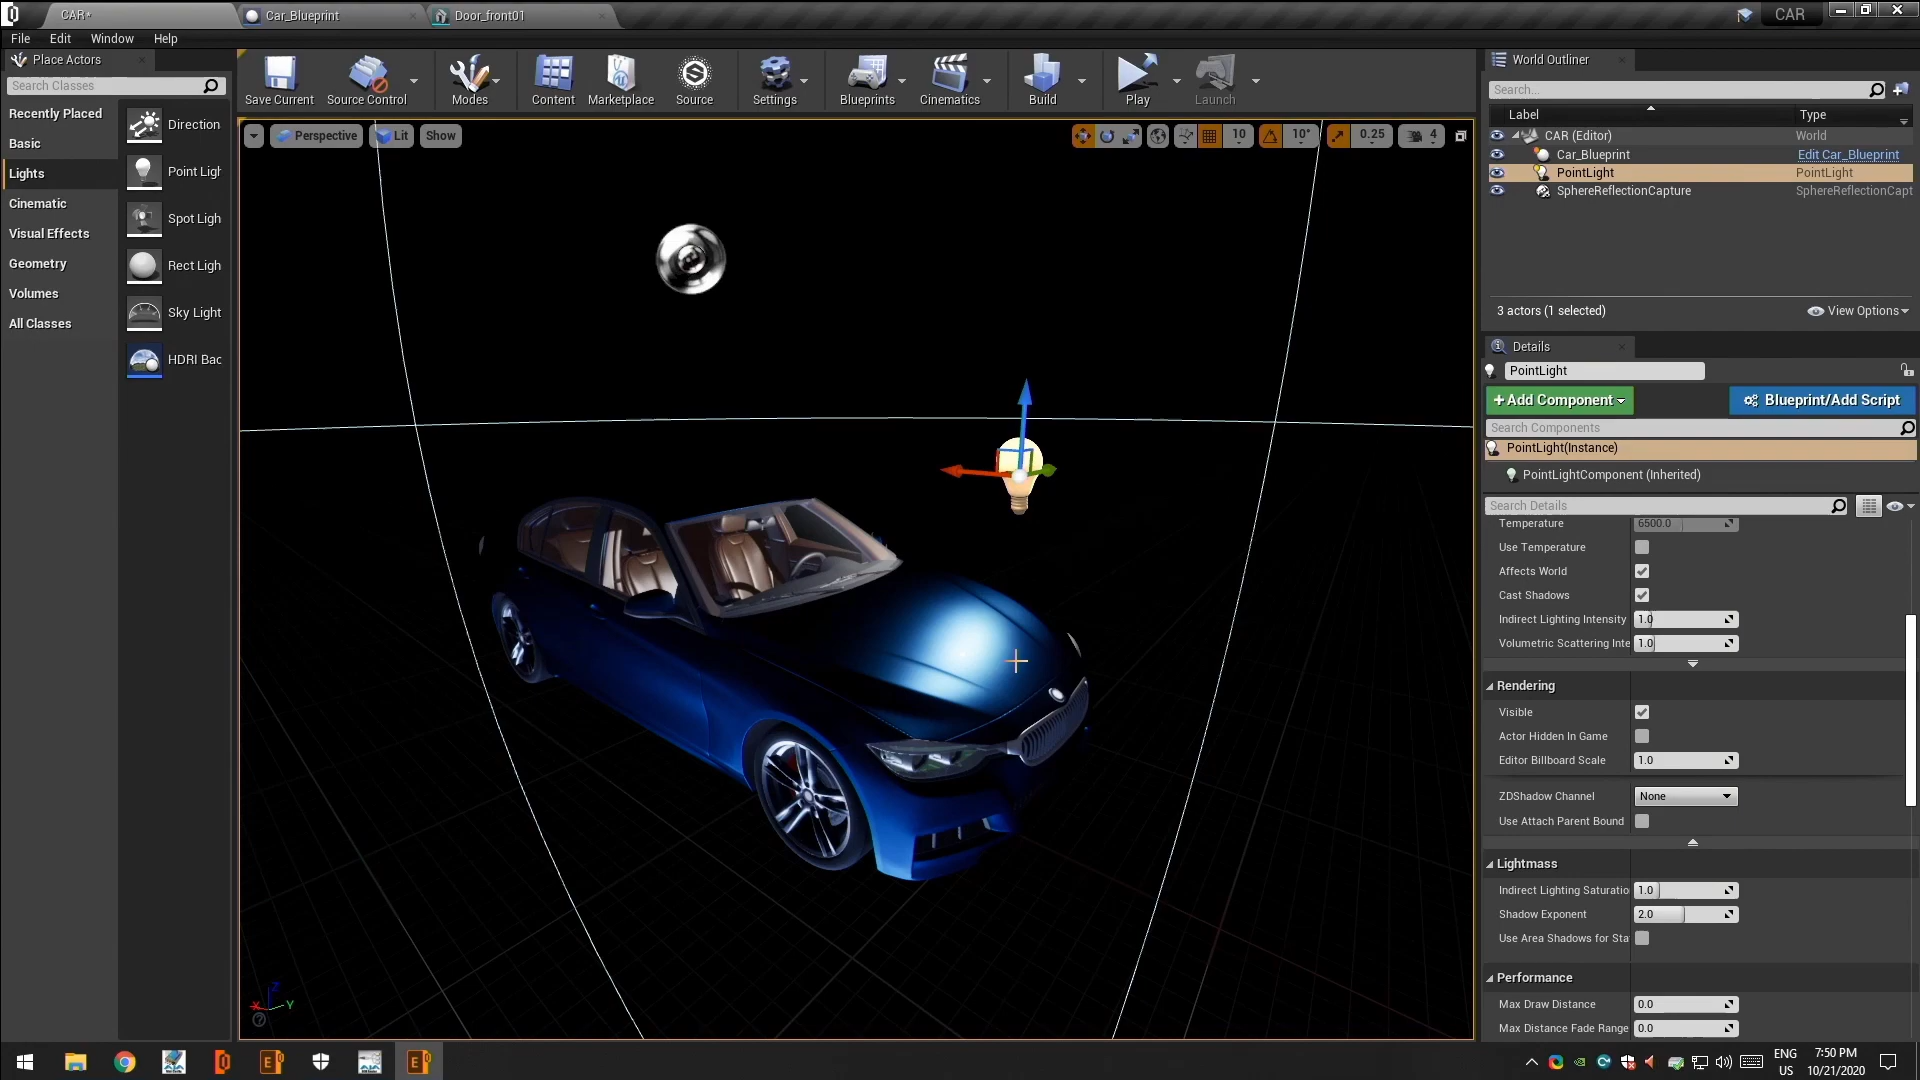 CAR*
Car_Blueprint
Door_front01
CAR
File
Edit
Window
Help
Place Actors
Search Classes
Recently Placed
Basic
Lights
Cinematic
Visual Effects
Geometry
Volumes
All Classes
Direction
Point Ligh
Spot Ligh
Rect Ligh
Sky Light
HDRI Bac
Save Current
Source Control
Modes
Content
Marketplace
Source
Settings
Blueprints
Cinematics
Build
Play
Launch
Perspective
Lit
Show
10
10°
0.25
4
World Outliner
Search...
Label
Type
CAR (Editor)
World
Car_Blueprint
Edit Car_Blueprint
PointLight
PointLight
SphereReflectionCapture
SphereReflectionCapt
3 actors (1 selected)
View Options
Details
PointLight
+Add Component
Blueprint/Add Script
Search Components
PointLight(Instance)
PointLightComponent (Inherited)
Search Details
Temperature
6500.0
Use Temperature
Affects World
Cast Shadows
Indirect Lighting Intensity
1.0
Volumetric Scattering Inte
1.0
Rendering
Visible
Actor Hidden In Game
Editor Billboard Scale
1.0
ZDShadow Channel
None
Use Attach Parent Bound
Lightmass
Indirect Lighting Saturatio
1.0
Shadow Exponent
2.0
Use Area Shadows for Sta
Performance
Max Draw Distance
0.0
Max Distance Fade Range
0.0
Z
X
Y
ENG
US
7:50 PM
10/21/2020